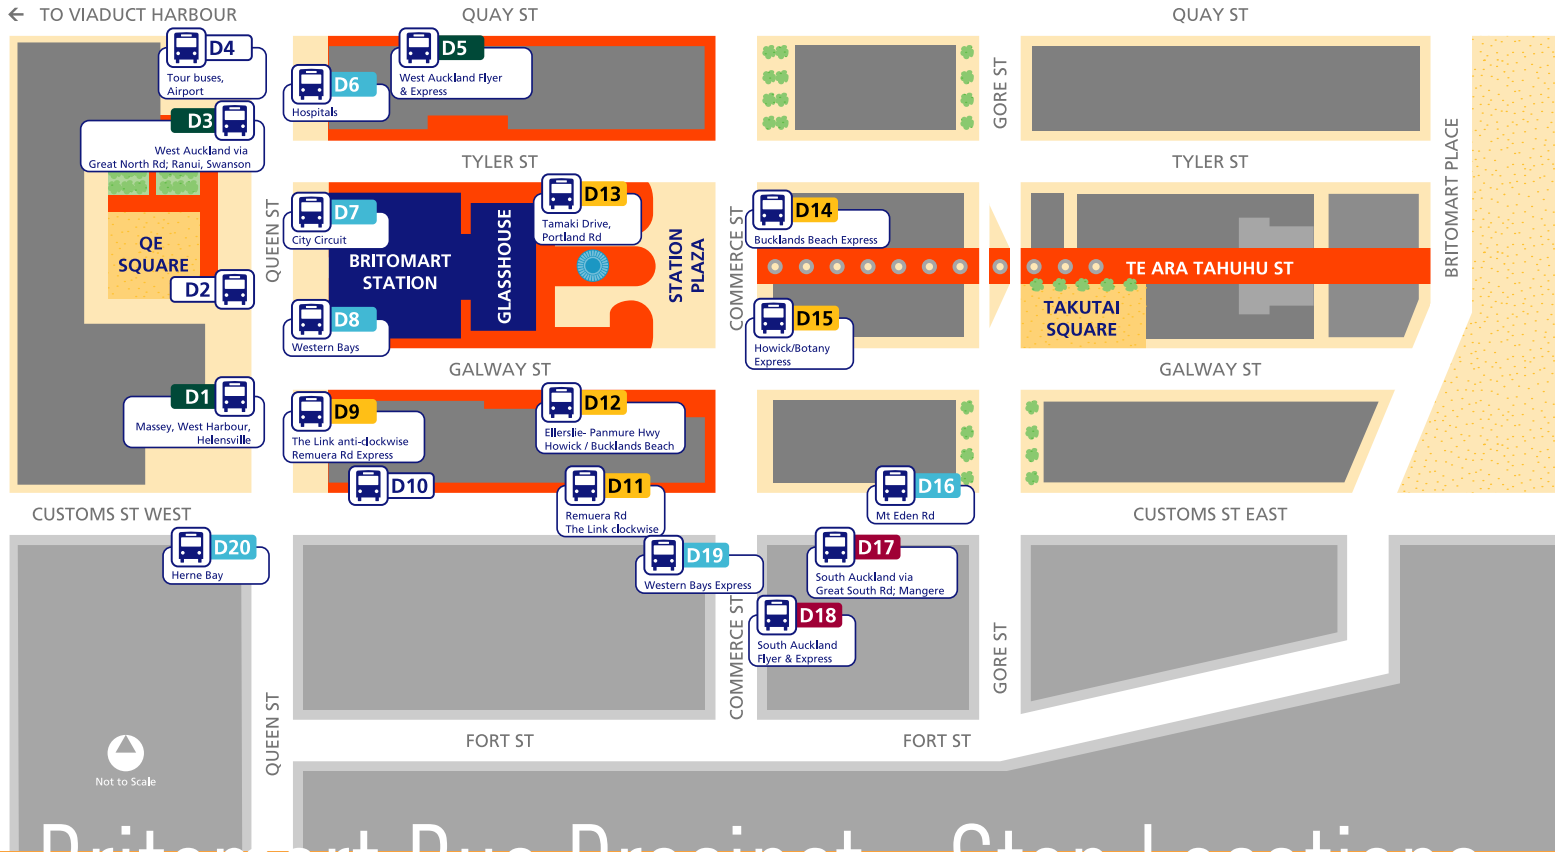 ← TO VIADUCT HARBOUR
QUAY ST
QUAY ST
D4
Tour buses,
Airport
D5
West Auckland Flyer
& Express
D6
Hospitals
D3
West Auckland via
Great North Rd; Ranui, Swanson
GORE ST
BRITOMART PLACE
TYLER ST
TYLER ST
QE
SQUARE
D2
QUEEN ST
D7
City Circuit
BRITOMART
STATION
GLASSHOUSE
D13
Tamaki Drive,
Portland Rd
STATION
PLAZA
COMMERCE ST
D14
Bucklands Beach Express
TE ARA TAHUHU ST
TAKUTAI
SQUARE
D8
Western Bays
D15
Howick/Botany
Express
GALWAY ST
GALWAY ST
D1
Massey, West Harbour,
Helensville
D9
The Link anti-clockwise
Remuera Rd Express
D12
Ellerslie- Panmure Hwy
Howick / Bucklands Beach
D10
D11
Remuera Rd
The Link clockwise
D16
Mt Eden Rd
CUSTOMS ST WEST
CUSTOMS ST EAST
D20
Herne Bay
D19
Western Bays Express
D17
South Auckland via
Great South Rd; Mangere
D18
South Auckland
Flyer & Express
COMMERCE ST
GORE ST
QUEEN ST
FORT ST
FORT ST
Not to Scale
Britomart Bus Precinct - Stop Locations